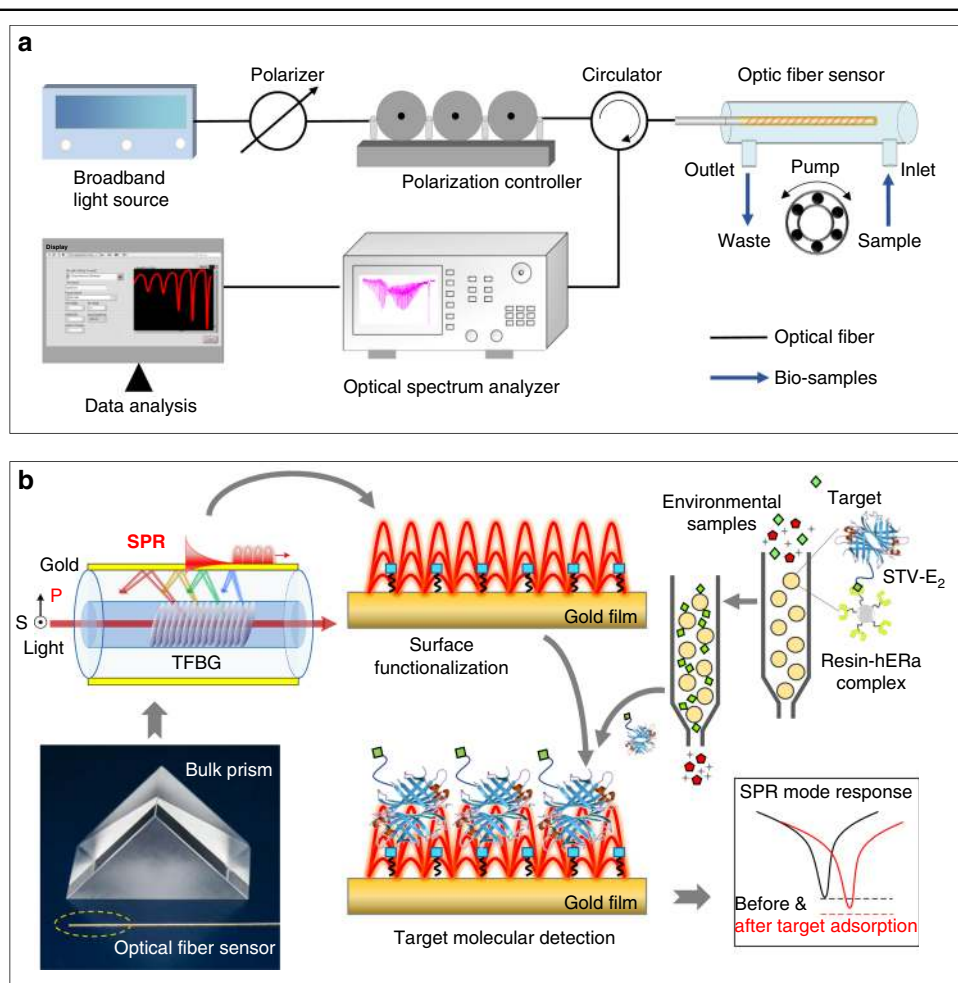 a
Polarizer
Circulator
Optic fiber sensor
Broadband
light source
Polarization controller
Outlet
Pump
Inlet
Waste
Sample
Display
Optical spectrum analyzer
Data analysis
Optical fiber
Bio-samples
b
SPR
Gold
P
S
Light
TFBG
Gold film
Surface
functionalization
Environmental
samples
Target
STV-E₂
Resin-hERa
complex
Bulk prism
Optical fiber sensor
Gold film
Target molecular detection
SPR mode response
Before &
after target adsorption